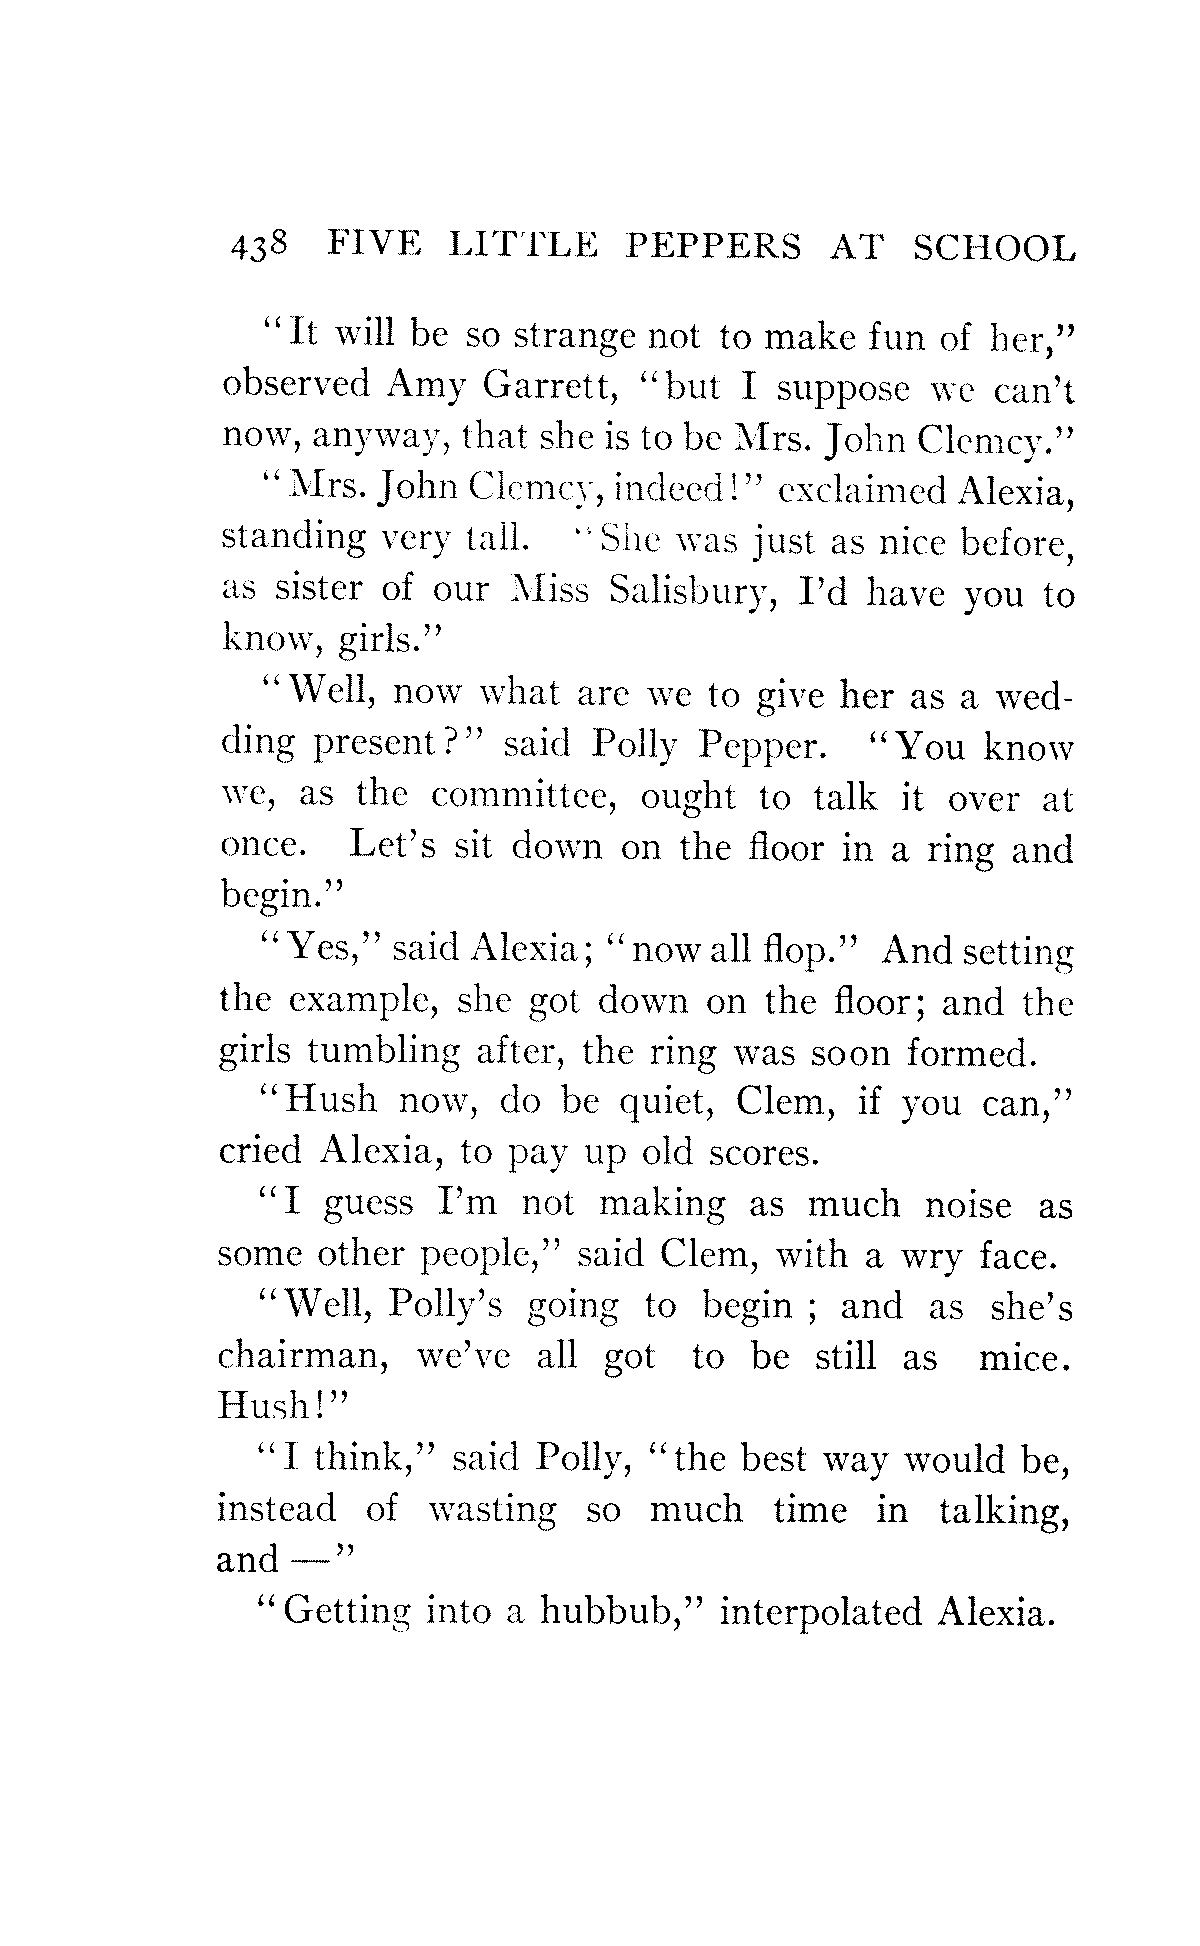 438 FIVE LITTLE PEPPERS AT SCHOOL
"It will be so strange not to make fun of her,"
observed Amy Garrett, "but I suppose we can't
now, anyway, that she is to be Mrs. John Clemcy."
"Mrs. John Clemcy, indeed!" exclaimed Alexia,
standing very tall. "She was just as nice before,
as sister of our Miss Salisbury, I'd have you to
know, girls."
"Well, now what are we to give her as a wed-
ding present?" said Polly Pepper. "You know
we, as the committee, ought to talk it over at
once. Let's sit down on the floor in a ring and
begin."
"Yes," said Alexia; "now all flop." And setting
the example, she got down on the floor; and the
girls tumbling after, the ring was soon formed.
"Hush now, do be quiet, Clem, if you can,"
cried Alexia, to pay up old scores.
"I guess I'm not making as much noise as
some other people," said Clem, with a wry face.
"Well, Polly's going to begin ; and as she's
chairman, we've all got to be still as mice.
Hush!"
"I think," said Polly, "the best way would be,
instead of wasting so much time in talking,
and —"
"Getting into a hubbub," interpolated Alexia.